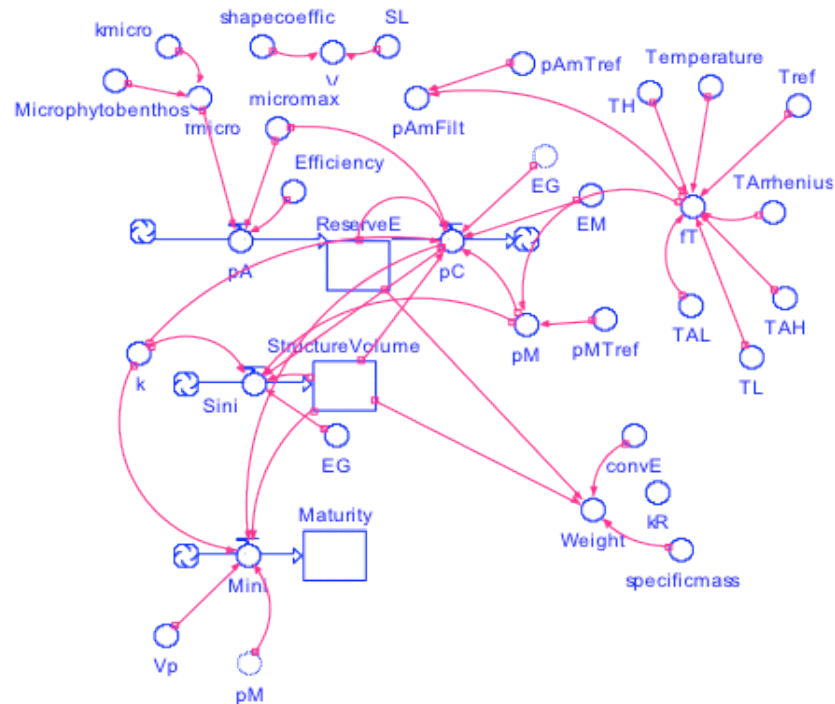 kmicro
shapecoeffic
SL
V
pAmTref
Temperature
TH
Tref
Microphytobenthos
fmicro
micromax
pAmFilt
Efficiency
EG
TArrhenius
ReserveE
EM
fT
pA
pC
TAL
TAH
pM
pMTref
k
StructureVolume
TL
Sini
EG
convE
kR
Maturity
Weight
Mini
specificmass
Vp
pM